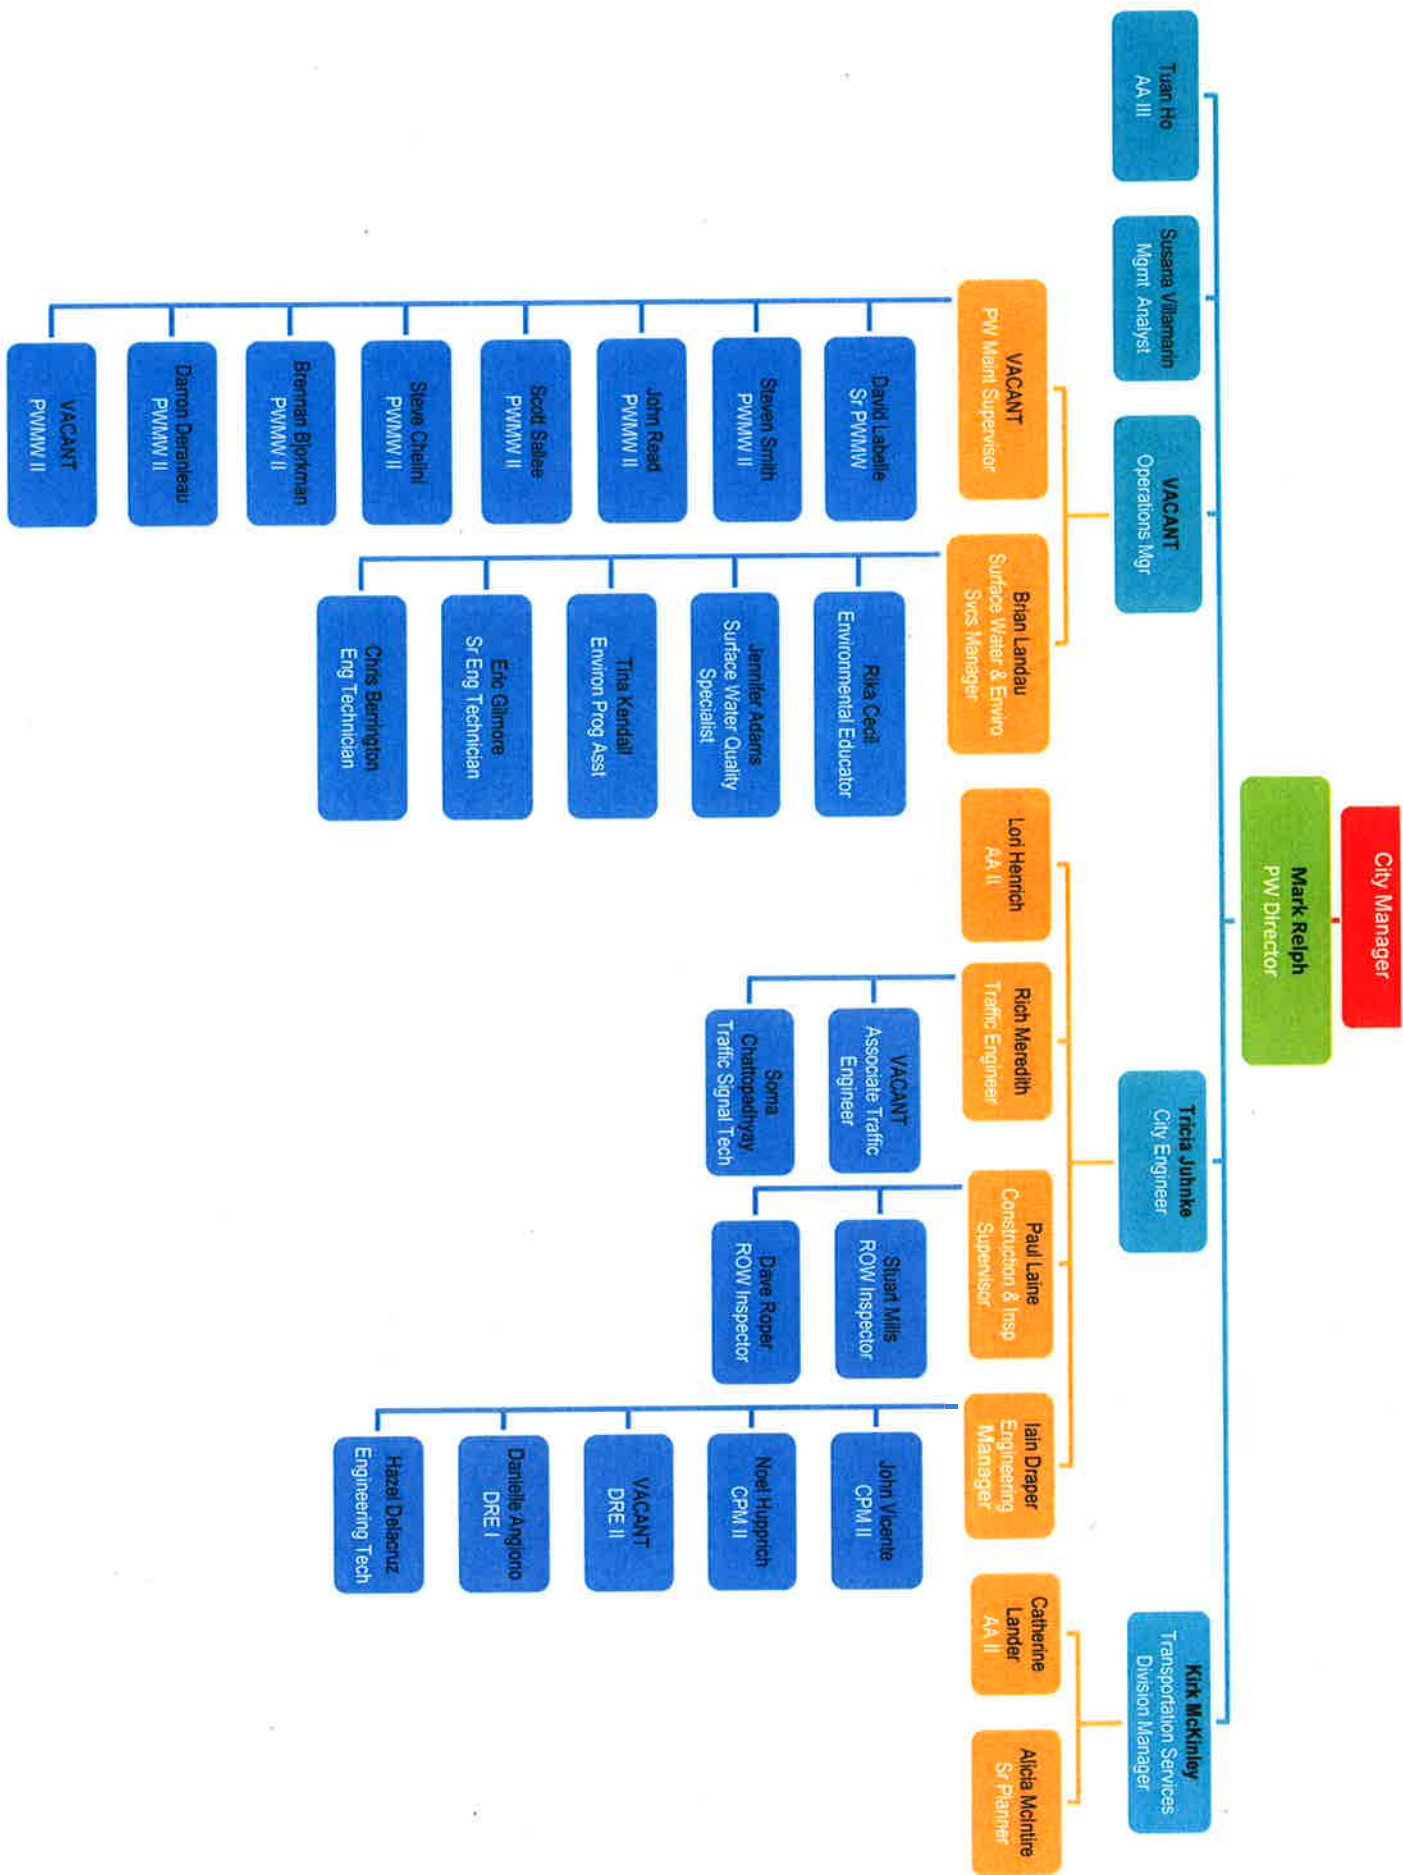 City Manager
Mark Relph
PW Director
Tuan Ho
AA III
Susana Villamarin
Mgmt Analyst
VACANT
Operations Mgr
Tricia Juhnke
City Engineer
Kirk McKinley
Transportation Services
Division Manager
VACANT
PW Maint Supervisor
Brian Landau
Surface Water & Enviro
Svcs Manager
Lori Henrich
AA II
Rich Meredith
Traffic Engineer
Paul Laine
Construction & Insp
Supervisor
Iain Draper
Engineering
Manager
Catherine
Lander
AA II
Alicia McIntire
Sr Planner
David Labelle
Sr PWMW
Steven Smith
PWMW II
John Read
PWMW II
Scott Sallee
PWMW II
Steve Chelini
PWMW II
Brennan Bjorkman
PWMW II
Darron Deranleau
PWMW II
VACANT
PWMW II
Rika Cecil
Environmental Educator
Jennifer Adams
Surface Water Quality
Specialist
Tina Kendall
Environ Prog Asst
Eric Gilmore
Sr Eng Technician
Chris Berrington
Eng Technician
VACANT
Associate Traffic
Engineer
Soma
Chattopadhyay
Traffic Signal Tech
Stuart Mills
ROW Inspector
Dave Roper
ROW Inspector
John Vicente
CPM II
Noel Hupprich
CPM II
VACANT
DRE II
Danielle Angiono
DRE I
Hazel Delacruz
Engineering Tech